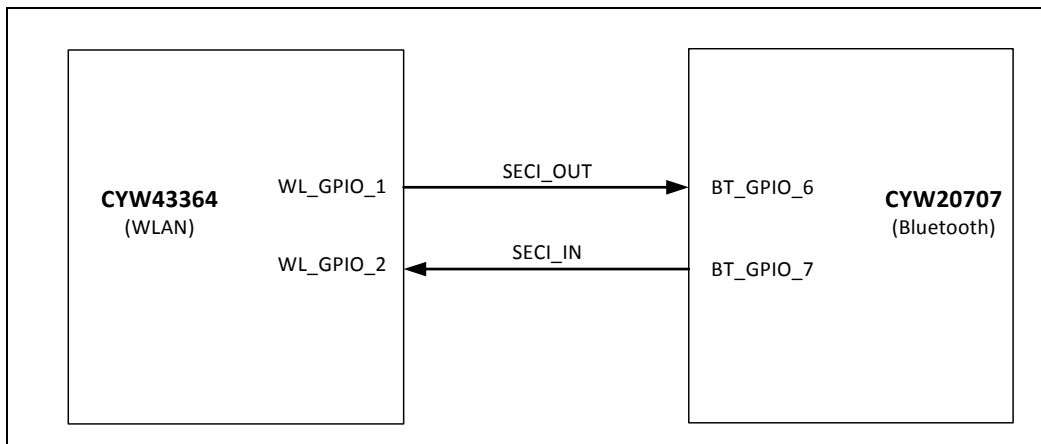 CYW43364
(WLAN)
WL_GPIO_1
WL_GPIO_2
SECI_OUT
SECI_IN
BT_GPIO_6
BT_GPIO_7
CYW20707
(Bluetooth)